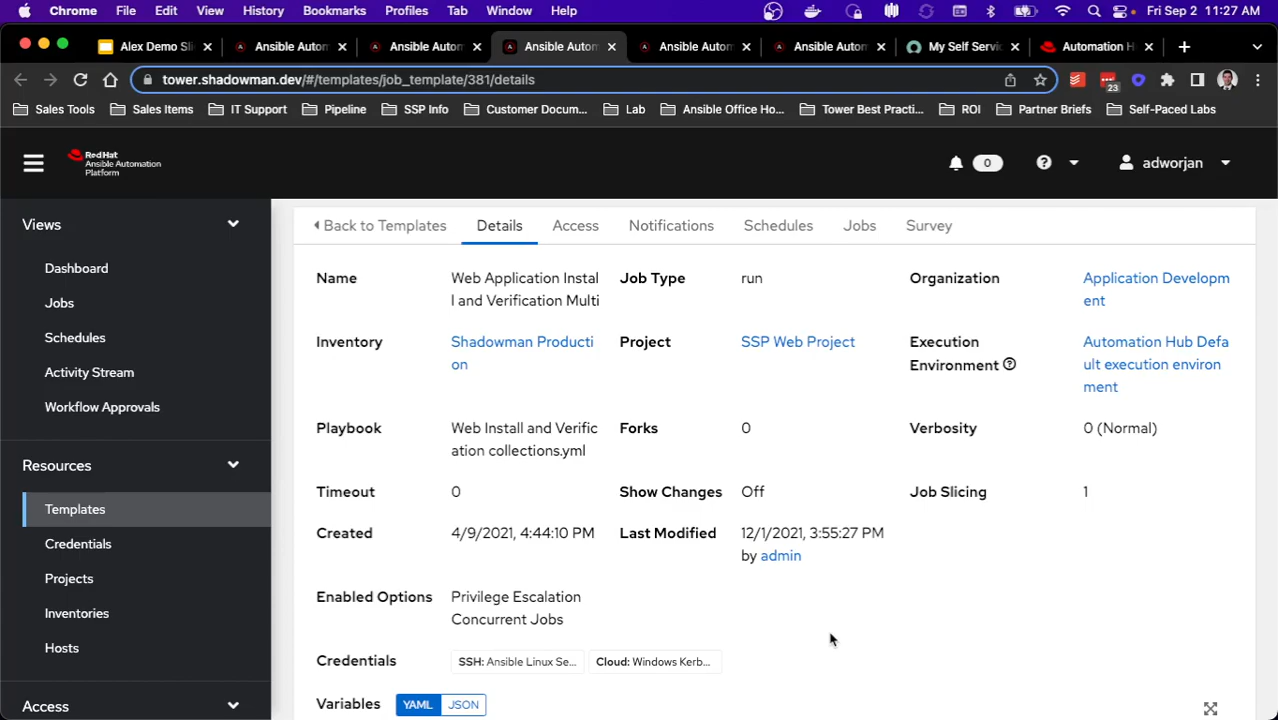 Chrome File Edit View History Bookmarks Profiles Tab Window Help Fri Sep 2 11:27 AM
Alex Demo Sli Ansible Autom Ansible Autom Ansible Autom Ansible Autom Ansible Autom My Self Servic Automation H
tower.shadowman.dev/#/templates/job_template/381/details
23
Sales Tools Sales Items IT Support Pipeline SSP Info Customer Docum... Lab Ansible Office Ho... Tower Best Practi... ROI Partner Briefs Self-Paced Labs
Red Hat
Ansible Automation
Platform
0
adworjan
Views
Dashboard
Jobs
Schedules
Activity Stream
Workflow Approvals
Resources
Templates
Credentials
Projects
Inventories
Hosts
Access
Back to Templates Details Access Notifications Schedules Jobs Survey
Name Web Application Instal
l and Verification Multi
Job Type run
Organization Application Developm
ent
Inventory Shadowman Producti
on
Project SSP Web Project
Execution
Environment
Automation Hub Defa
ult execution environ
ment
Playbook Web Install and Verific
ation collections.yml
Forks 0
Verbosity 0 (Normal)
Timeout 0
Show Changes Off
Job Slicing 1
Created 4/9/2021, 4:44:10 PM
Last Modified 12/1/2021, 3:55:27 PM
by admin
Enabled Options Privilege Escalation
Concurrent Jobs
Credentials SSH: Ansible Linux Se... Cloud: Windows Kerb...
Variables YAML JSON